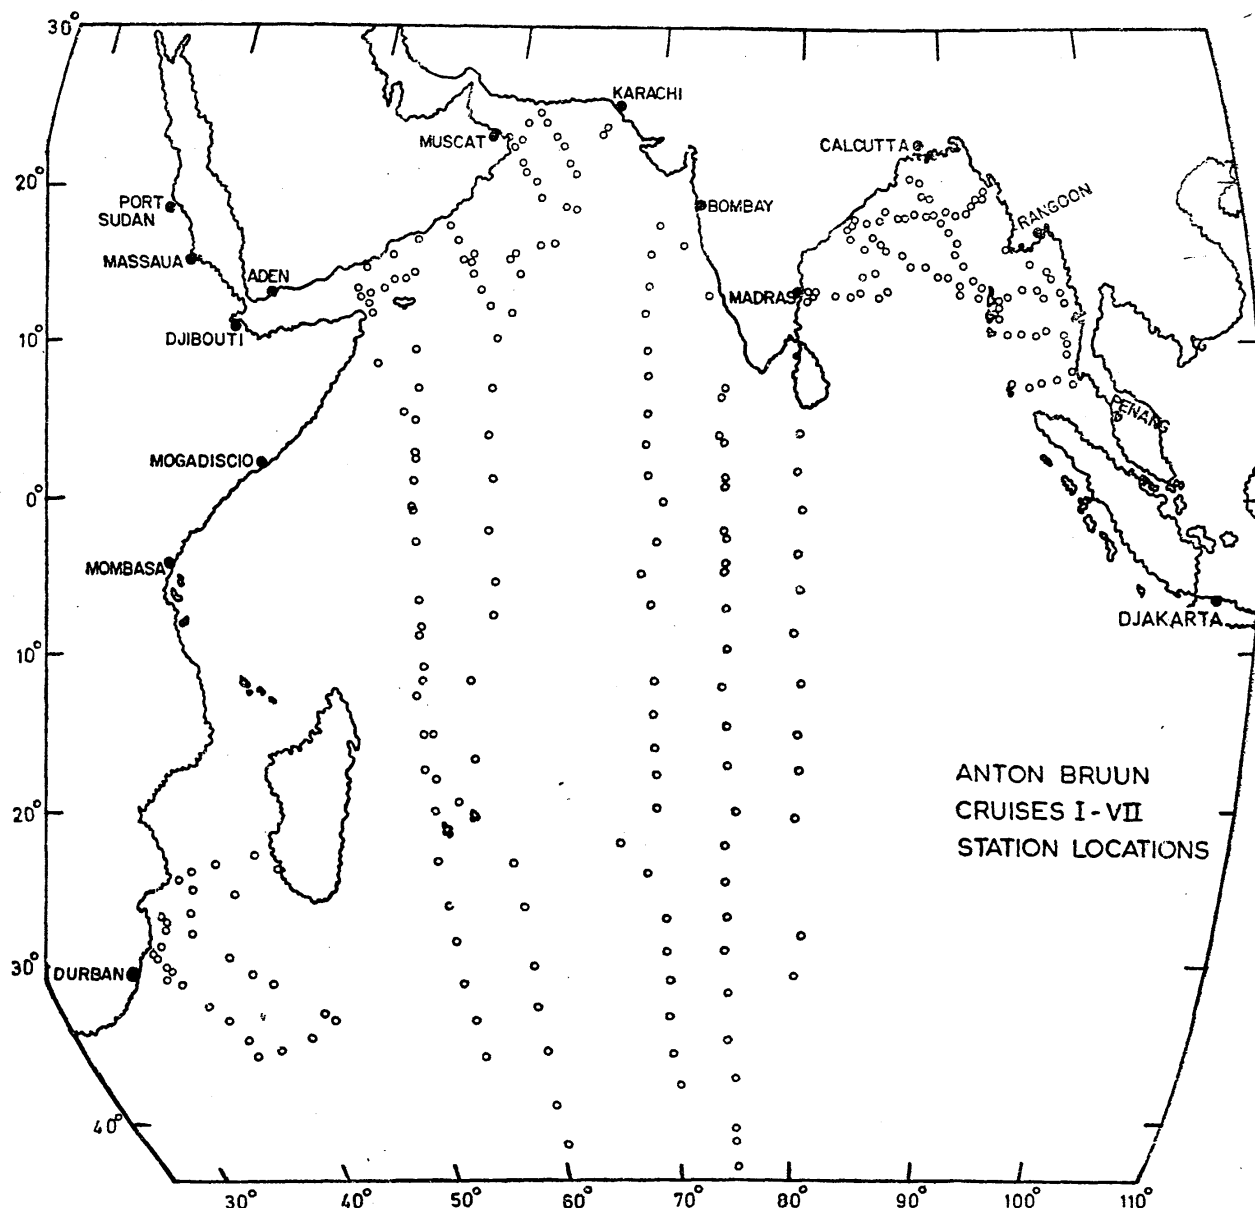 30°
KARACHI
MUSCAT
CALCUTTA
20°
PORT
SUDAN
BOMBAY
RANGOON
MASSAUA
ADEN
MADRAS
DJIBOUTI
10°
PENANG
MOGADISCIO
0°
MOMBASA
DJAKARTA
10°
ANTON BRUUN
CRUISES I-VII
STATION LOCATIONS
20°
30°
DURBAN
40°
30° 40° 50° 60° 70° 80° 90° 100° 110°